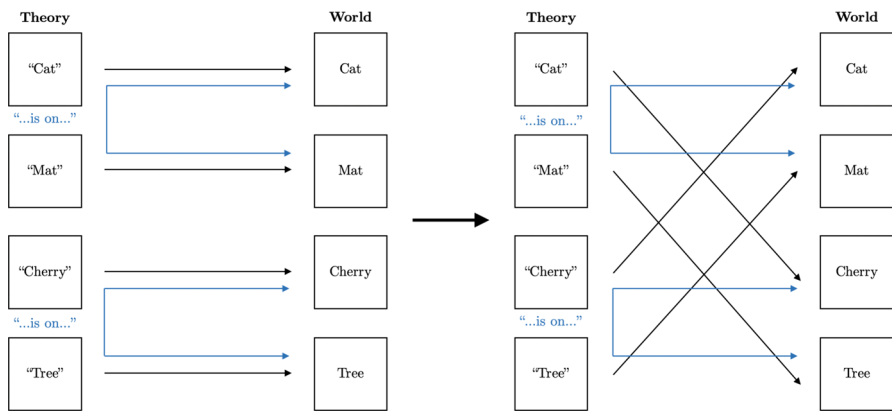 Theory World Theory World
“Cat” Cat “Cat” Cat
“...is on...” “...is on...”
“Mat” Mat “Mat” Mat
“Cherry” Cherry “Cherry” Cherry
“...is on...” “...is on...”
“Tree” Tree “Tree” Tree